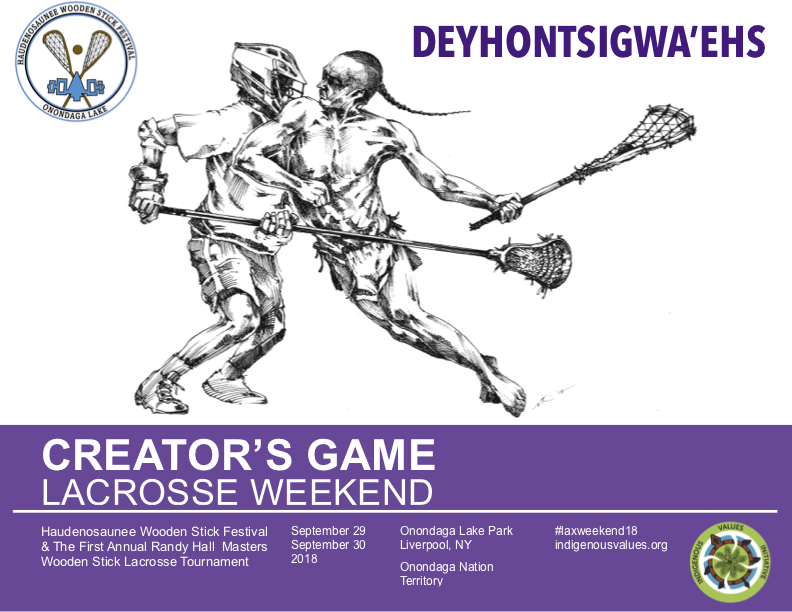 HAUDENOSAUNEE WOODEN STICK FESTIVAL
ONONDAGA LAKE
DEYHONTSIGWA’EHS
CREATOR’S GAME
LACROSSE WEEKEND
Haudenosaunee Wooden Stick Festival
& The First Annual Randy Hall Masters
Wooden Stick Lacrosse Tournament
September 29
September 30
2018
Onondaga Lake Park
Liverpool, NY
Onondaga Nation
Territory
#laxweekend18
indigenousvalues.org
INDIGENOUS VALUES INITIATIVE